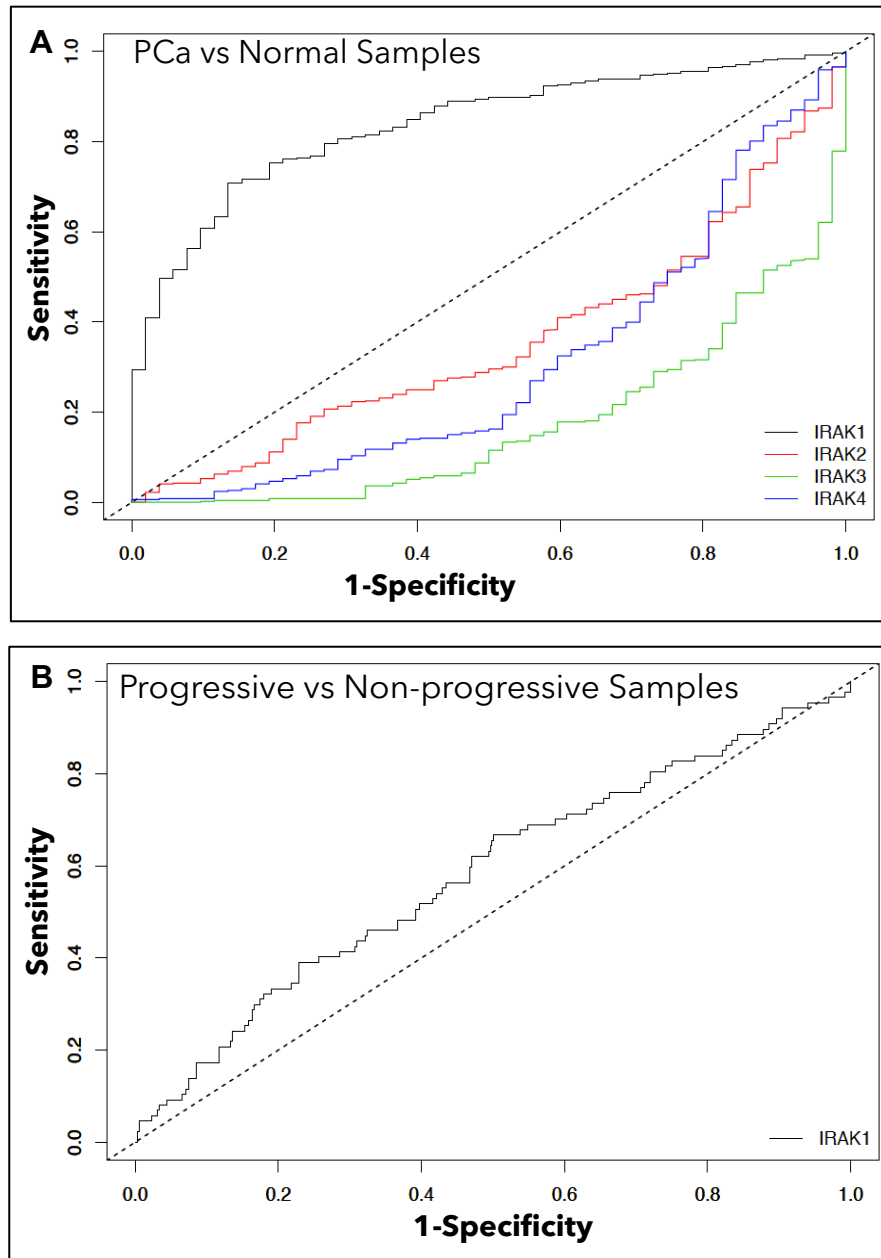 A
PCa vs Normal Samples
1.0
0.8
0.6
0.4
0.2
0.0
Sensitivity
IRAK1
IRAK2
IRAK3
IRAK4
0.0 0.2 0.4 0.6 0.8 1.0
1-Specificity
B
Progressive vs Non-progressive Samples
1.0
0.8
0.6
0.4
0.2
0.0
Sensitivity
IRAK1
0.0 0.2 0.4 0.6 0.8 1.0
1-Specificity